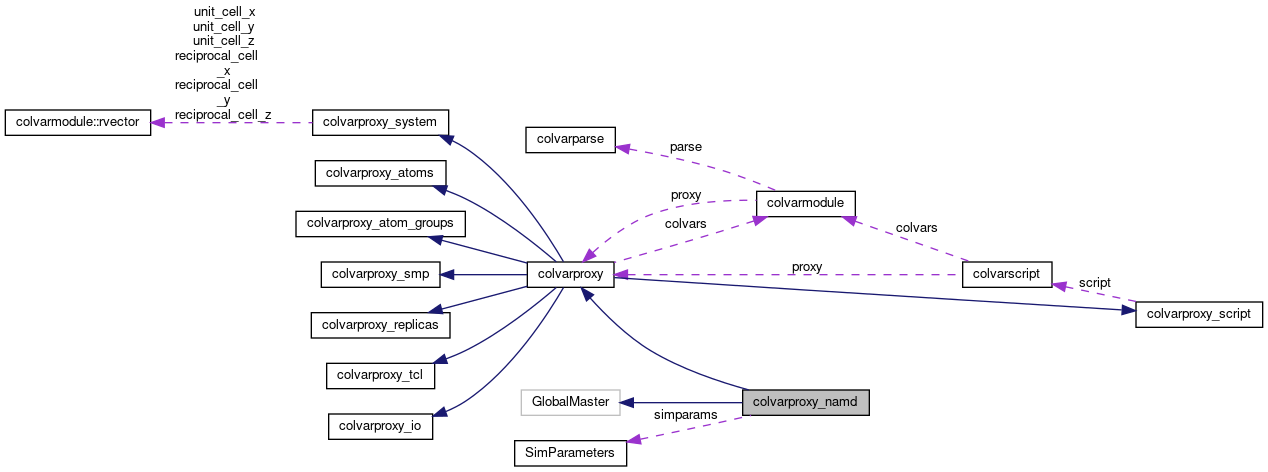 unit_cell_x
unit_cell_y
unit_cell_z
reciprocal_cell
_x
reciprocal_cell
_y
reciprocal_cell_z
colvarmodule::rvector
colvarproxy_system
colvarparse
parse
colvarproxy_atoms
proxy
colvarmodule
colvarproxy_atom_groups
colvars
colvars
colvarproxy_smp
colvarproxy
proxy
colvarscript
script
colvarproxy_script
colvarproxy_replicas
colvarproxy_tcl
GlobalMaster
colvarproxy_namd
simparams
colvarproxy_io
SimParameters